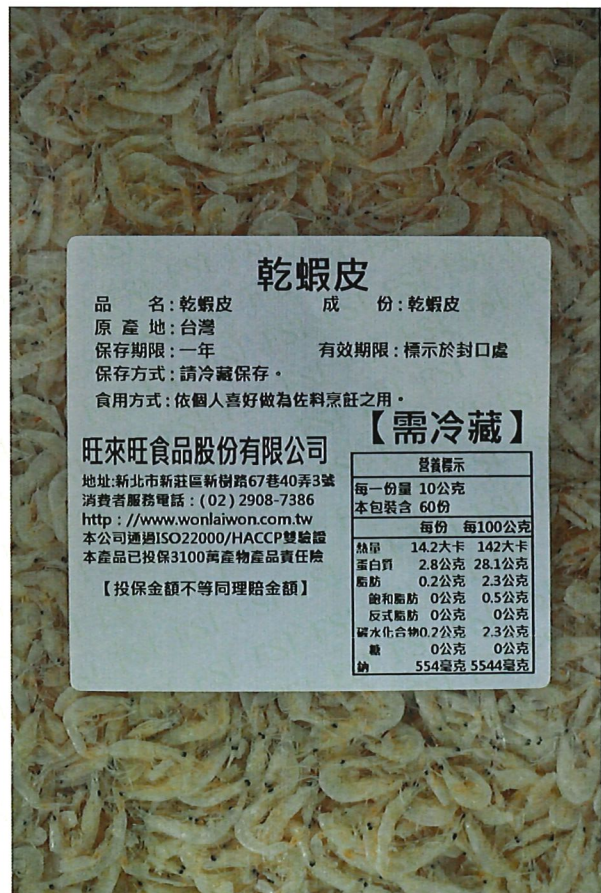 乾蝦皮
品 名:乾蝦皮 成 份:乾蝦皮
原產地:台灣
保存期限:一年 有效期限:標示於封口處
保存方式:請冷藏保存。
食用方式:依個人喜好做為佐料烹飪之用。
【需冷藏】
旺來旺食品股份有限公司
地址:新北市新莊區新樹路67巷40弄3號
消費者服務電話:(02)2908-7386
http://www.wonlaiwon.com.tw
本公司通過ISO22000/HACCP雙驗證
本產品已投保3100萬產物產品責任險
【投保金額不等同理賠金額】
營養標示
每一份量 10公克
本包裝含 60份
每份 每100公克
熱量 14.2大卡 142大卡
蛋白質 2.8公克 28.1公克
脂肪 0.2公克 2.3公克
飽和脂肪 0公克 0.5公克
反式脂肪 0公克 0公克
碳水化合物0.2公克 2.3公克
糖 0公克 0公克
鈉 554毫克 5544毫克